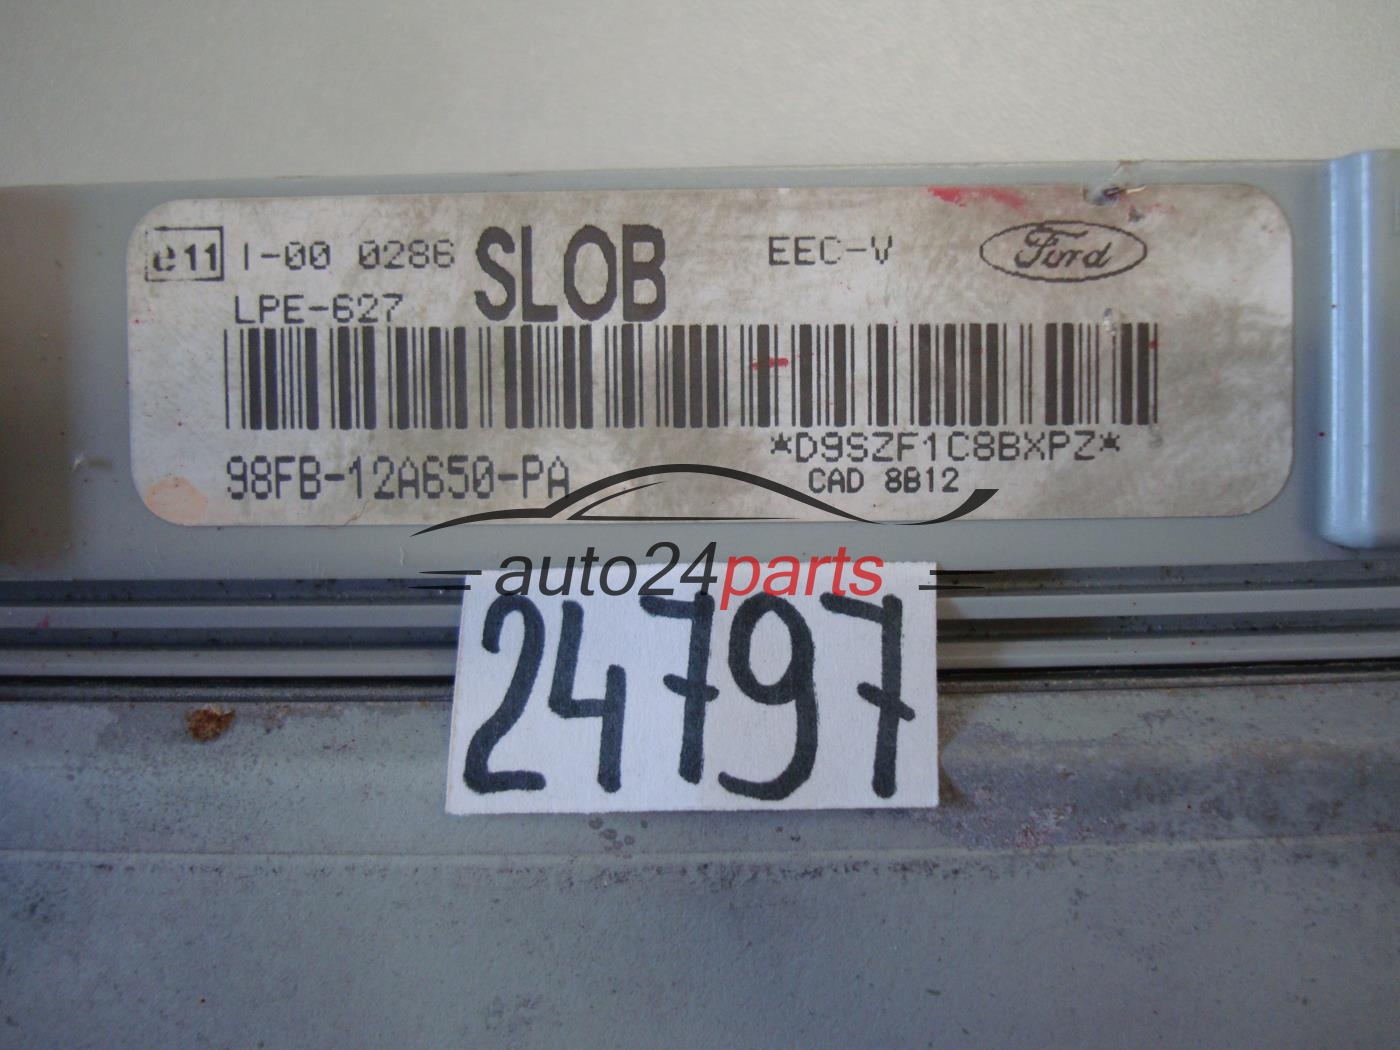 e11 I-00 0286 SLOB EEC-V Ford
LPE-627
*D9SZF1C8BXPZ*
98FB-12A650-PA CAD 8B12
auto24parts
24797